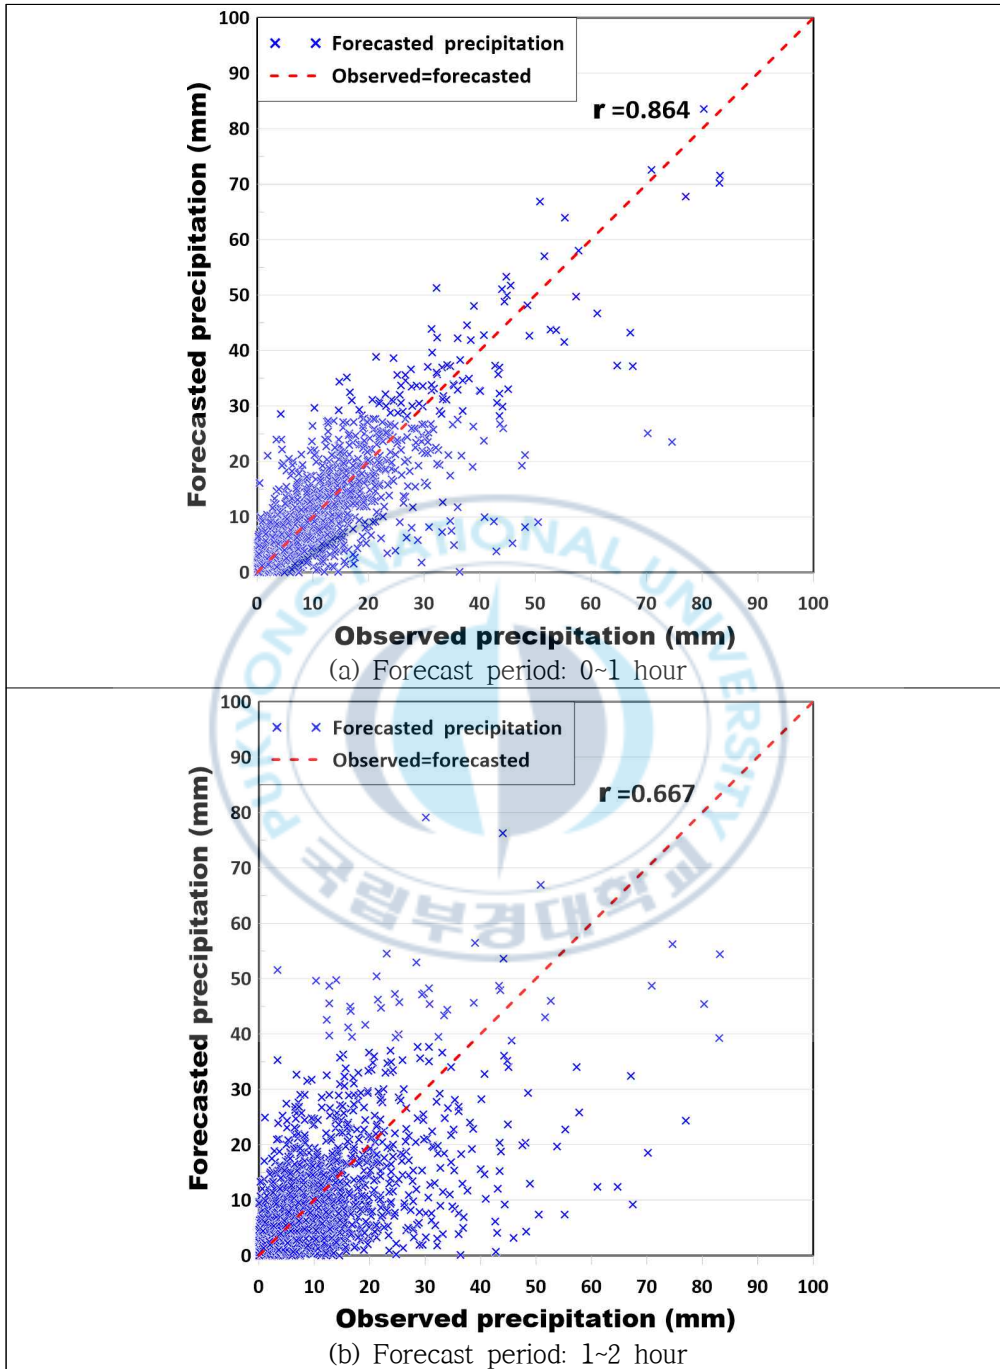 100
90
80
70
60
50
40
30
20
10
0
Forecasted precipitation (mm)
Forecasted precipitation
Observed=forecasted
r =0.864
0 10 20 30 40 50 60 70 80 90 100
Observed precipitation (mm)
(a) Forecast period: 0~1 hour
100
90
80
70
60
50
40
30
20
10
0
Forecasted precipitation (mm)
Forecasted precipitation
Observed=forecasted
r =0.667
0 10 20 30 40 50 60 70 80 90 100
Observed precipitation (mm)
(b) Forecast period: 1~2 hour
PUKYONG NATIONAL UNIVERSITY
국립부경대학교